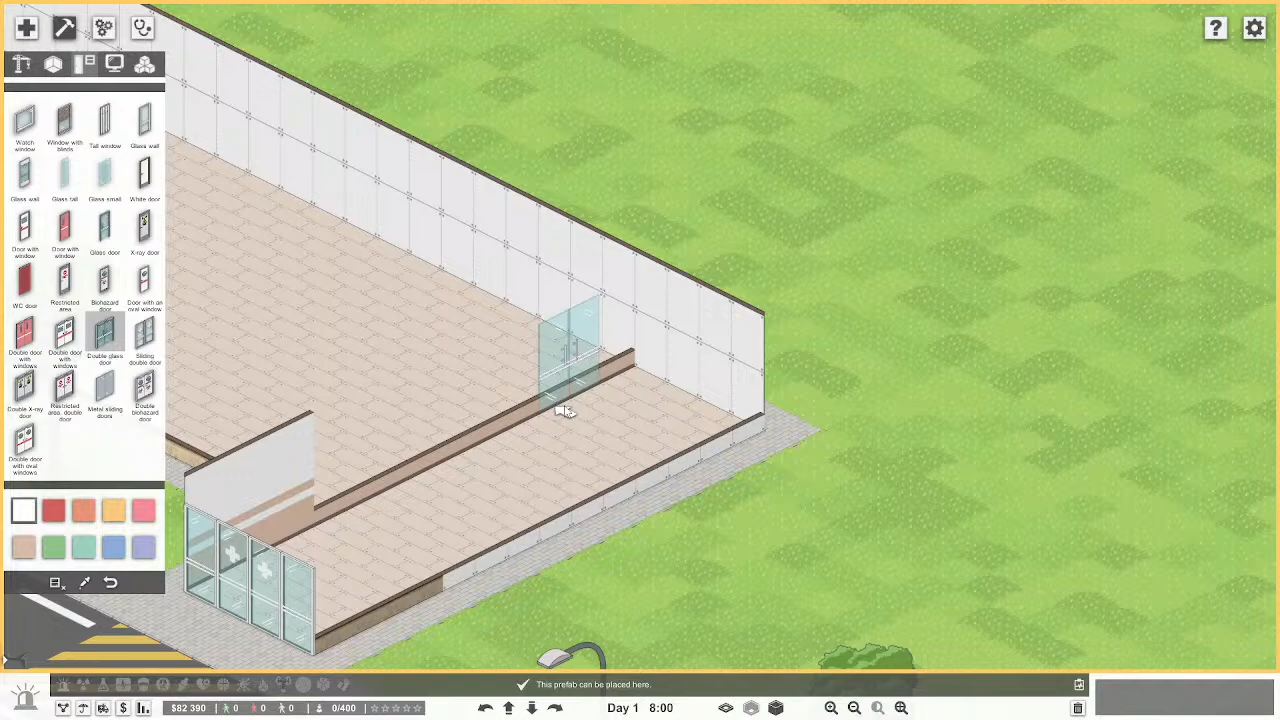 ?
Watch window
Window with blinds
Tall window
Glass wall
Glass wall
Glass tall
Glass small
White door
Door with window
Door with window
Glass door
X-ray door
WC door
Restricted area
Biohazard door
Door with an oval window
Double door with windows
Double door with windows
Double glass door
Sliding double door
Double X-ray door
Restricted area, double door
Metal sliding doors
Double biohazard door
Double door with oval windows
This prefab can be placed here.
$82 390
0
0
0
0/400
Day 1 8:00